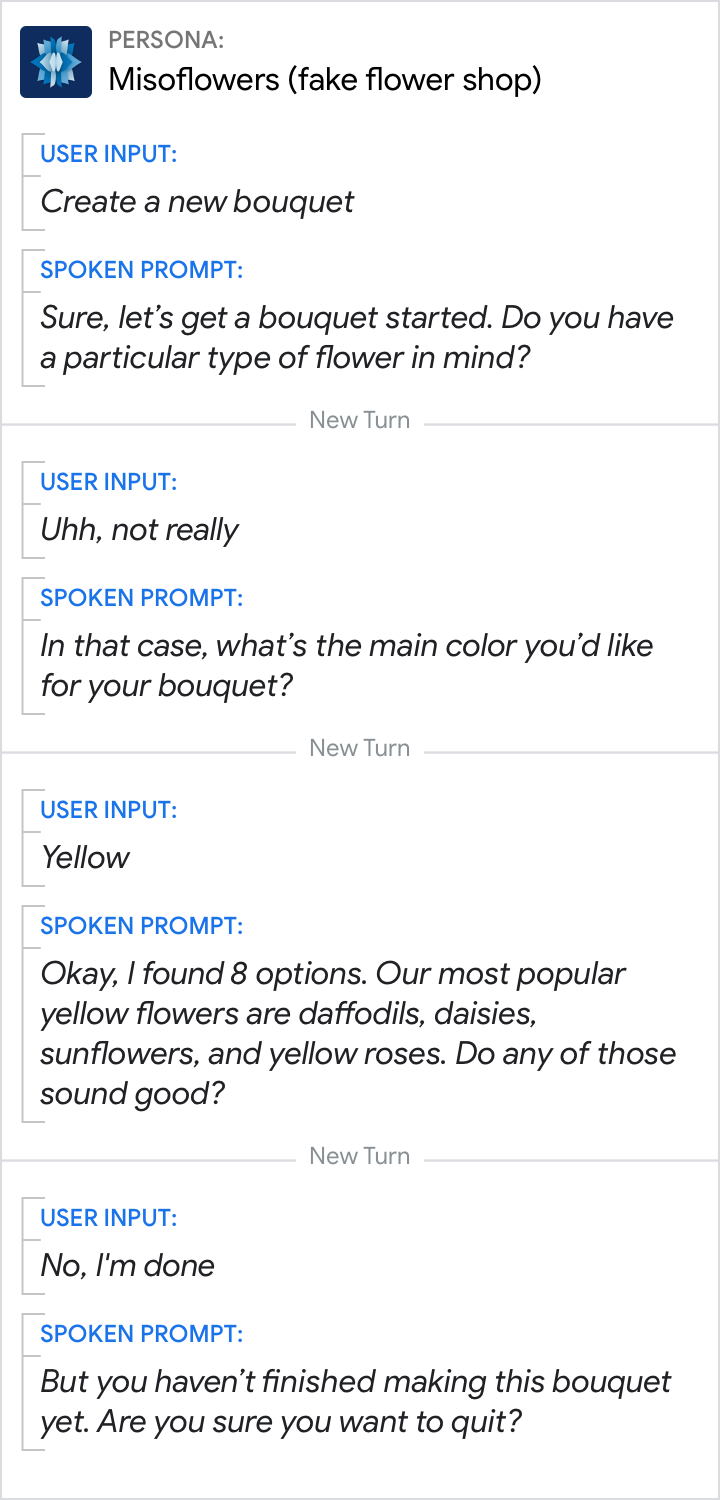 PERSONA:
Misoflowers (fake flower shop)
USER INPUT:
Create a new bouquet
SPOKEN PROMPT:
Sure, let’s get a bouquet started. Do you have
a particular type of flower in mind?
New Turn
USER INPUT:
Uhh, not really
SPOKEN PROMPT:
In that case, what’s the main color you’d like
for your bouquet?
New Turn
USER INPUT:
Yellow
SPOKEN PROMPT:
Okay, I found 8 options. Our most popular
yellow flowers are daffodils, daisies,
sunflowers, and yellow roses. Do any of those
sound good?
New Turn
USER INPUT:
No, I'm done
SPOKEN PROMPT:
But you haven’t finished making this bouquet
yet. Are you sure you want to quit?